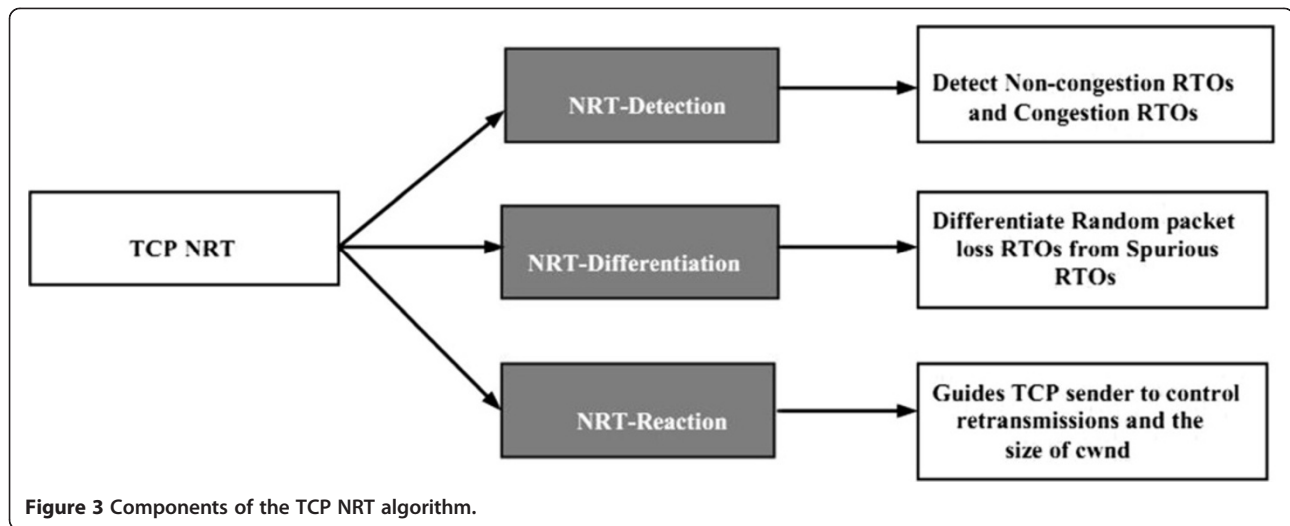 NRT-Detection
Detect Non-congestion RTOs
and Congestion RTOs
TCP NRT
NRT-Differentiation
Differentiate Random packet
loss RTOs from Spurious
RTOs
NRT-Reaction
Guides TCP sender to control
retransmissions and the
size of cwnd
Figure 3 Components of the TCP NRT algorithm.